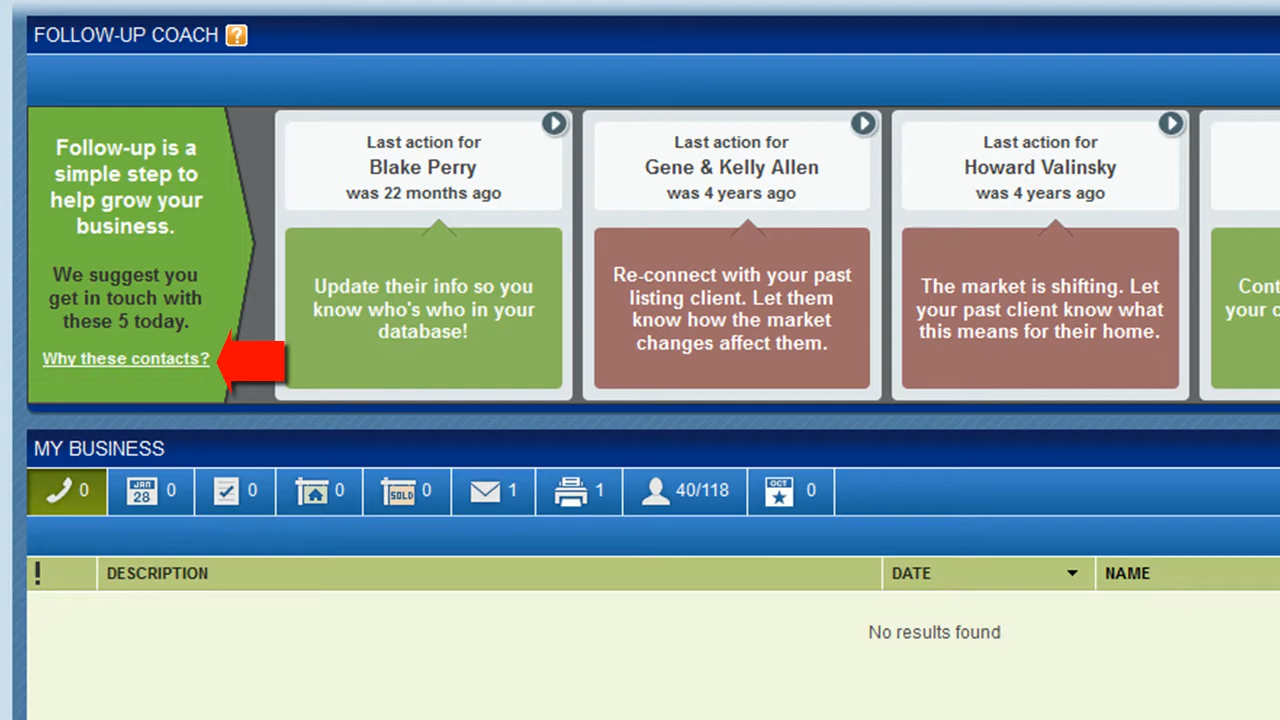 FOLLOW-UP COACH ?
Follow-up is a
simple step to
help grow your
business.
We suggest you
get in touch with
these 5 today.
Why these contacts?
Last action for
Blake Perry
was 22 months ago
Update their info so you
know who's who in your
database!
Last action for
Gene & Kelly Allen
was 4 years ago
Re-connect with your past
listing client. Let them
know how the market
changes affect them.
Last action for
Howard Valinsky
was 4 years ago
The market is shifting. Let
your past client know what
this means for their home.
MY BUSINESS
0 JAN 28 0 0 0 SOLD 0 1 1 40/118 OCT 0
! DESCRIPTION DATE NAME
No results found